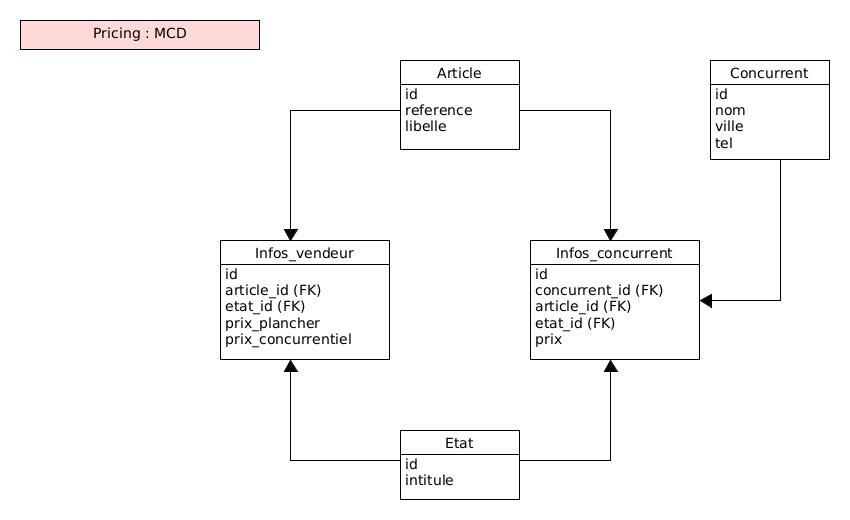 Pricing : MCD
Article
id
reference
libelle
Concurrent
id
nom
ville
tel
Infos_vendeur
id
article_id (FK)
etat_id (FK)
prix_plancher
prix_concurrentiel
Infos_concurrent
id
concurrent_id (FK)
article_id (FK)
etat_id (FK)
prix
Etat
id
intitule